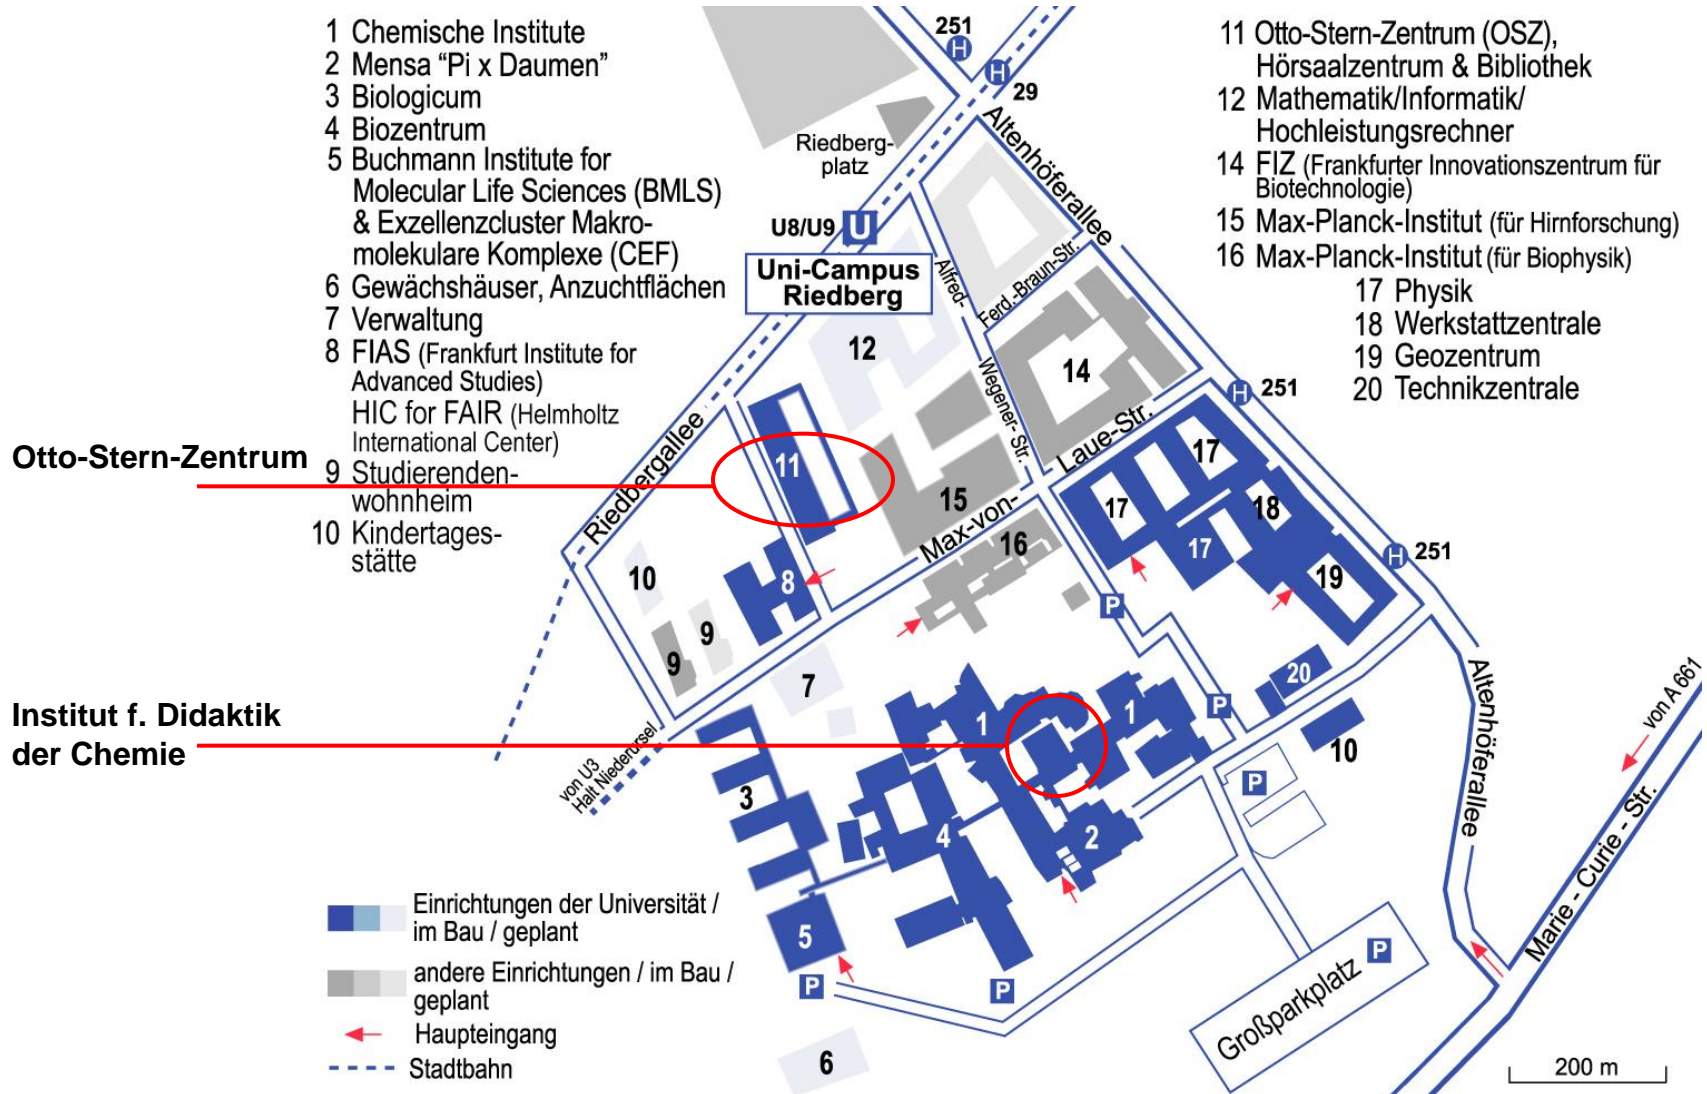 1 Chemische Institute
2 Mensa “Pi x Daumen”
3 Biologicum
4 Biozentrum
5 Buchmann Institute for
Molecular Life Sciences (BMLS)
& Exzellenzcluster Makro-
molekulare Komplexe (CEF)
6 Gewächshäuser, Anzuchtflächen
7 Verwaltung
8 FIAS (Frankfurt Institute for
Advanced Studies)
HIC for FAIR (Helmholtz
International Center)
9 Studierenden-
wohnheim
10 Kindertages-
stätte
11 Otto-Stern-Zentrum (OSZ),
Hörsaalzentrum & Bibliothek
12 Mathematik/Informatik/
Hochleistungsrechner
14 FIZ (Frankfurter Innovationszentrum für
Biotechnologie)
15 Max-Planck-Institut (für Hirnforschung)
16 Max-Planck-Institut (für Biophysik)
17 Physik
18 Werkstattzentrale
19 Geozentrum
20 Technikzentrale
Otto-Stern-Zentrum
Institut f. Didaktik
der Chemie
251
H
H
29
Riedberg-
platz
Altenhöferallee
U8/U9 U
Uni-Campus
Riedberg
Alfred-
Wegener-Str.
Ferd.-Braun-Str.
12
14
H 251
Laue-Str.
Max-von-
Riedbergallee
11
15
17
17
18
17
16
H 251
19
10
8
P
9
9
7
20
1
1
P
10
von U3
Halt Niederursel
3
4
2
P
5
P
P
6
Altenhöferallee
von A 661
Marie - Curie - Str.
Großparkplatz P
200 m
Einrichtungen der Universität /
im Bau / geplant
andere Einrichtungen / im Bau /
geplant
Haupteingang
Stadtbahn